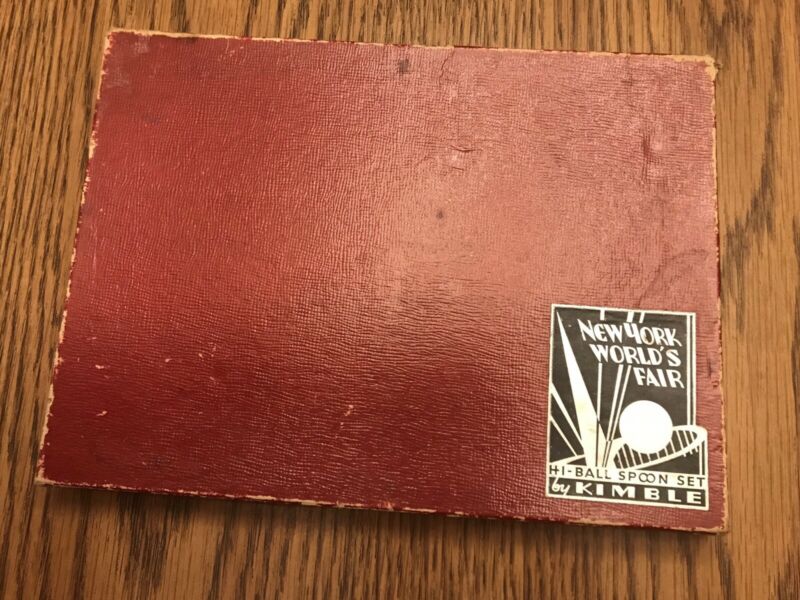 NEW YORK
WORLD'S
FAIR
HI-BALL SPOON SET
by KIMBLE